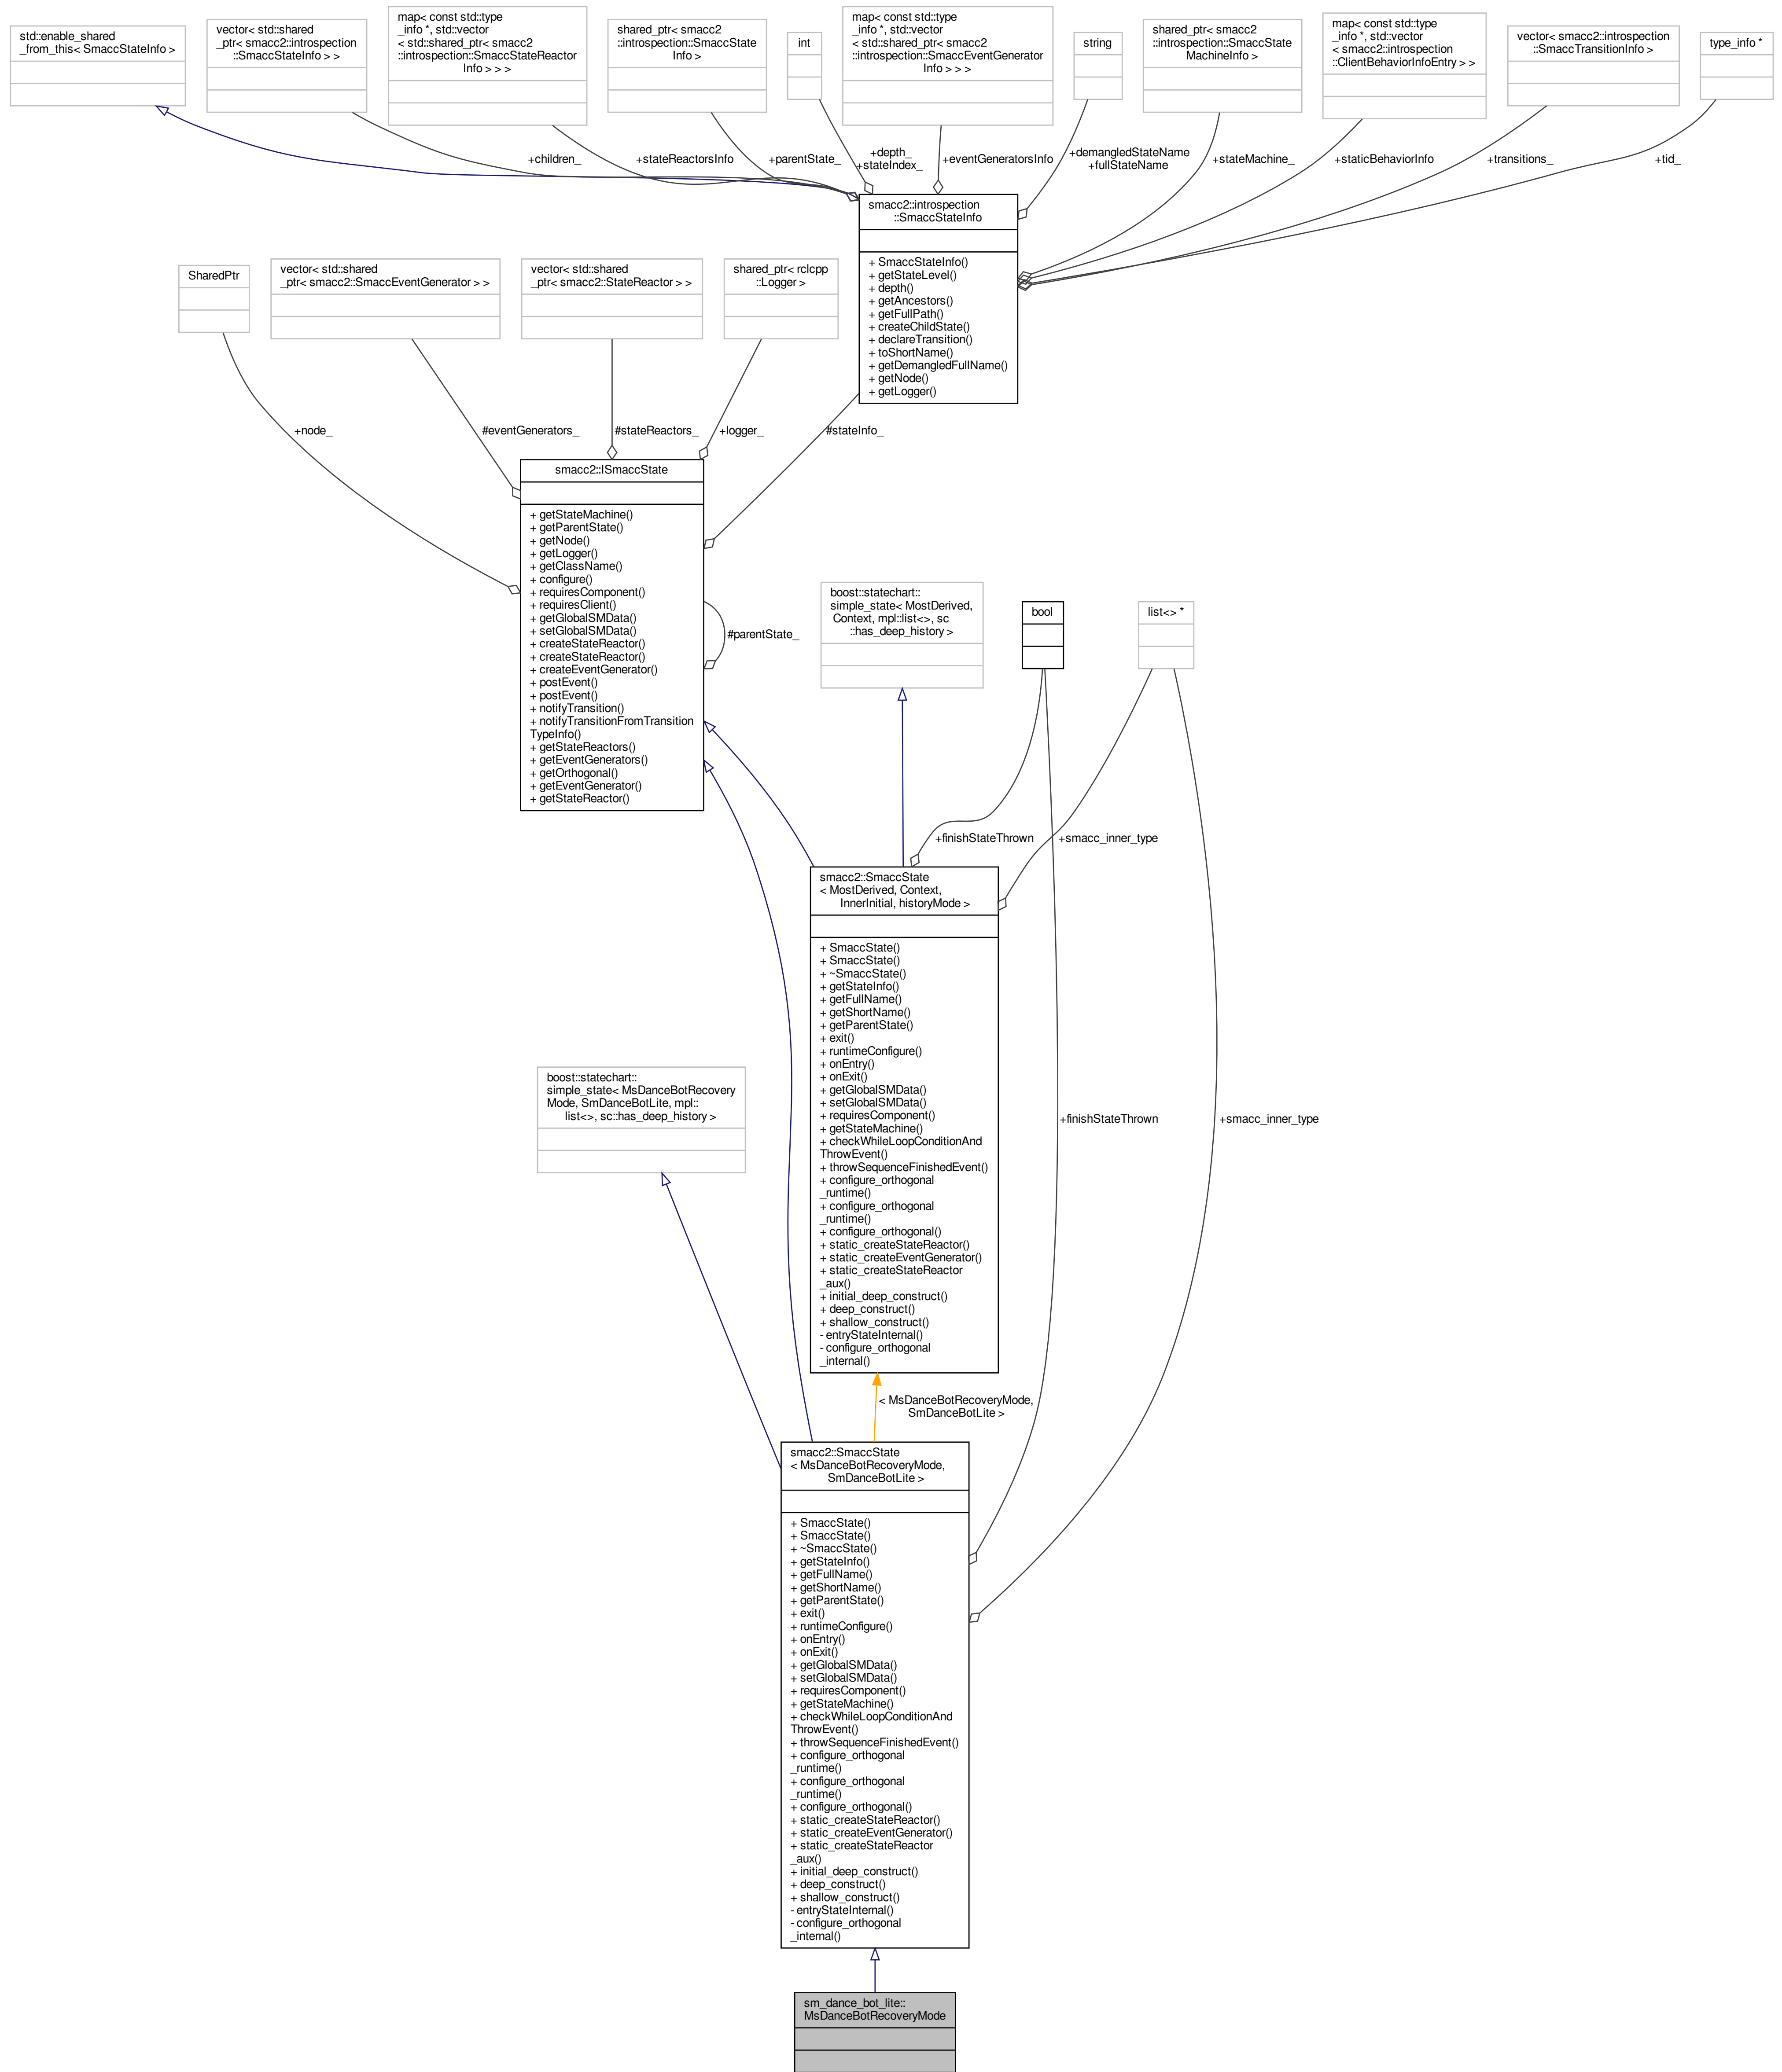 std::enable_shared
_from_this< SmaccStateInfo >
vector< std::shared
_ptr< smacc2::introspection
::SmaccStateInfo > >
map< const std::type
_info *, std::vector
< std::shared_ptr< smacc2
::introspection::SmaccStateReactor
Info > > >
shared_ptr< smacc2
::introspection::SmaccState
Info >
int
map< const std::type
_info *, std::vector
< std::shared_ptr< smacc2
::introspection::SmaccEventGenerator
Info > > >
string
shared_ptr< smacc2
::introspection::SmaccState
MachineInfo >
map< const std::type
_info *, std::vector
< smacc2::introspection
::ClientBehaviorInfoEntry > >
vector< smacc2::introspection
::SmaccTransitionInfo >
type_info *
+children_
+stateReactorsInfo
+parentState_
+depth_
+stateIndex_
+eventGeneratorsInfo
+demangledStateName
+fullStateName
+stateMachine_
+staticBehaviorInfo
+transitions_
+tid_
smacc2::introspection
::SmaccStateInfo
+ SmaccStateInfo()
+ getStateLevel()
+ depth()
+ getAncestors()
+ getFullPath()
+ createChildState()
+ declareTransition()
+ toShortName()
+ getDemangledFullName()
+ getNode()
+ getLogger()
SharedPtr
vector< std::shared
_ptr< smacc2::SmaccEventGenerator > >
vector< std::shared
_ptr< smacc2::StateReactor > >
shared_ptr< rclcpp
::Logger >
+node_
#eventGenerators_
#stateReactors_
+logger_
#stateInfo_
smacc2::ISmaccState
+ getStateMachine()
+ getParentState()
+ getNode()
+ getLogger()
+ getClassName()
+ configure()
+ requiresComponent()
+ requiresClient()
+ getGlobalSMData()
+ setGlobalSMData()
+ createStateReactor()
+ createStateReactor()
+ createEventGenerator()
+ postEvent()
+ postEvent()
+ notifyTransition()
+ notifyTransitionFromTransition
TypeInfo()
+ getStateReactors()
+ getEventGenerators()
+ getOrthogonal()
+ getEventGenerator()
+ getStateReactor()
#parentState_
boost::statechart::
simple_state< MostDerived,
Context, mpl::list<>, sc
::has_deep_history >
bool
list<> *
+finishStateThrown
+smacc_inner_type
smacc2::SmaccState
< MostDerived, Context,
InnerInitial, historyMode >
+ SmaccState()
+ SmaccState()
+ ~SmaccState()
+ getStateInfo()
+ getFullName()
+ getShortName()
+ getParentState()
+ exit()
+ runtimeConfigure()
+ onEntry()
+ onExit()
+ getGlobalSMData()
+ setGlobalSMData()
+ requiresComponent()
+ getStateMachine()
+ checkWhileLoopConditionAnd
ThrowEvent()
+ throwSequenceFinishedEvent()
+ configure_orthogonal
_runtime()
+ configure_orthogonal
_runtime()
+ configure_orthogonal()
+ static_createStateReactor()
+ static_createEventGenerator()
+ static_createStateReactor
_aux()
+ initial_deep_construct()
+ deep_construct()
+ shallow_construct()
- entryStateInternal()
- configure_orthogonal
_internal()
boost::statechart::
simple_state< MsDanceBotRecovery
Mode, SmDanceBotLite, mpl::
list<>, sc::has_deep_history >
+finishStateThrown
+smacc_inner_type
< MsDanceBotRecoveryMode,
SmDanceBotLite >
smacc2::SmaccState
< MsDanceBotRecoveryMode,
SmDanceBotLite >
+ SmaccState()
+ SmaccState()
+ ~SmaccState()
+ getStateInfo()
+ getFullName()
+ getShortName()
+ getParentState()
+ exit()
+ runtimeConfigure()
+ onEntry()
+ onExit()
+ getGlobalSMData()
+ setGlobalSMData()
+ requiresComponent()
+ getStateMachine()
+ checkWhileLoopConditionAnd
ThrowEvent()
+ throwSequenceFinishedEvent()
+ configure_orthogonal
_runtime()
+ configure_orthogonal
_runtime()
+ configure_orthogonal()
+ static_createStateReactor()
+ static_createEventGenerator()
+ static_createStateReactor
_aux()
+ initial_deep_construct()
+ deep_construct()
+ shallow_construct()
- entryStateInternal()
- configure_orthogonal
_internal()
sm_dance_bot_lite::
MsDanceBotRecoveryMode